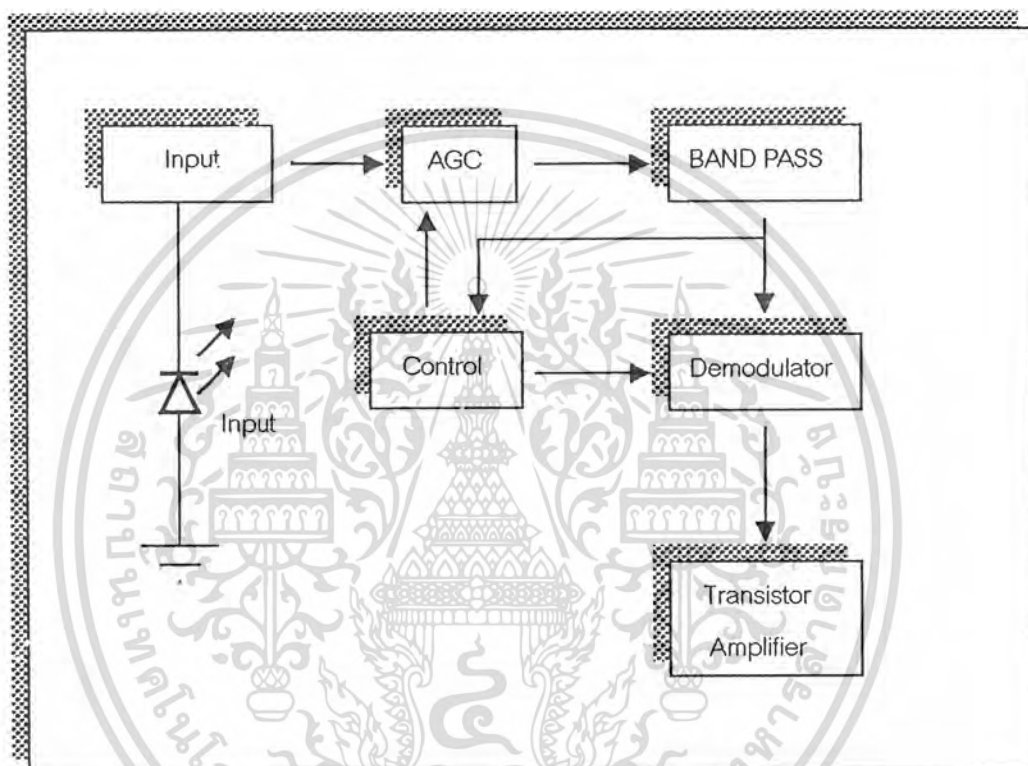 Input
AGC
BAND PASS
Control
Demodulator
Input
Transistor
Amplifier